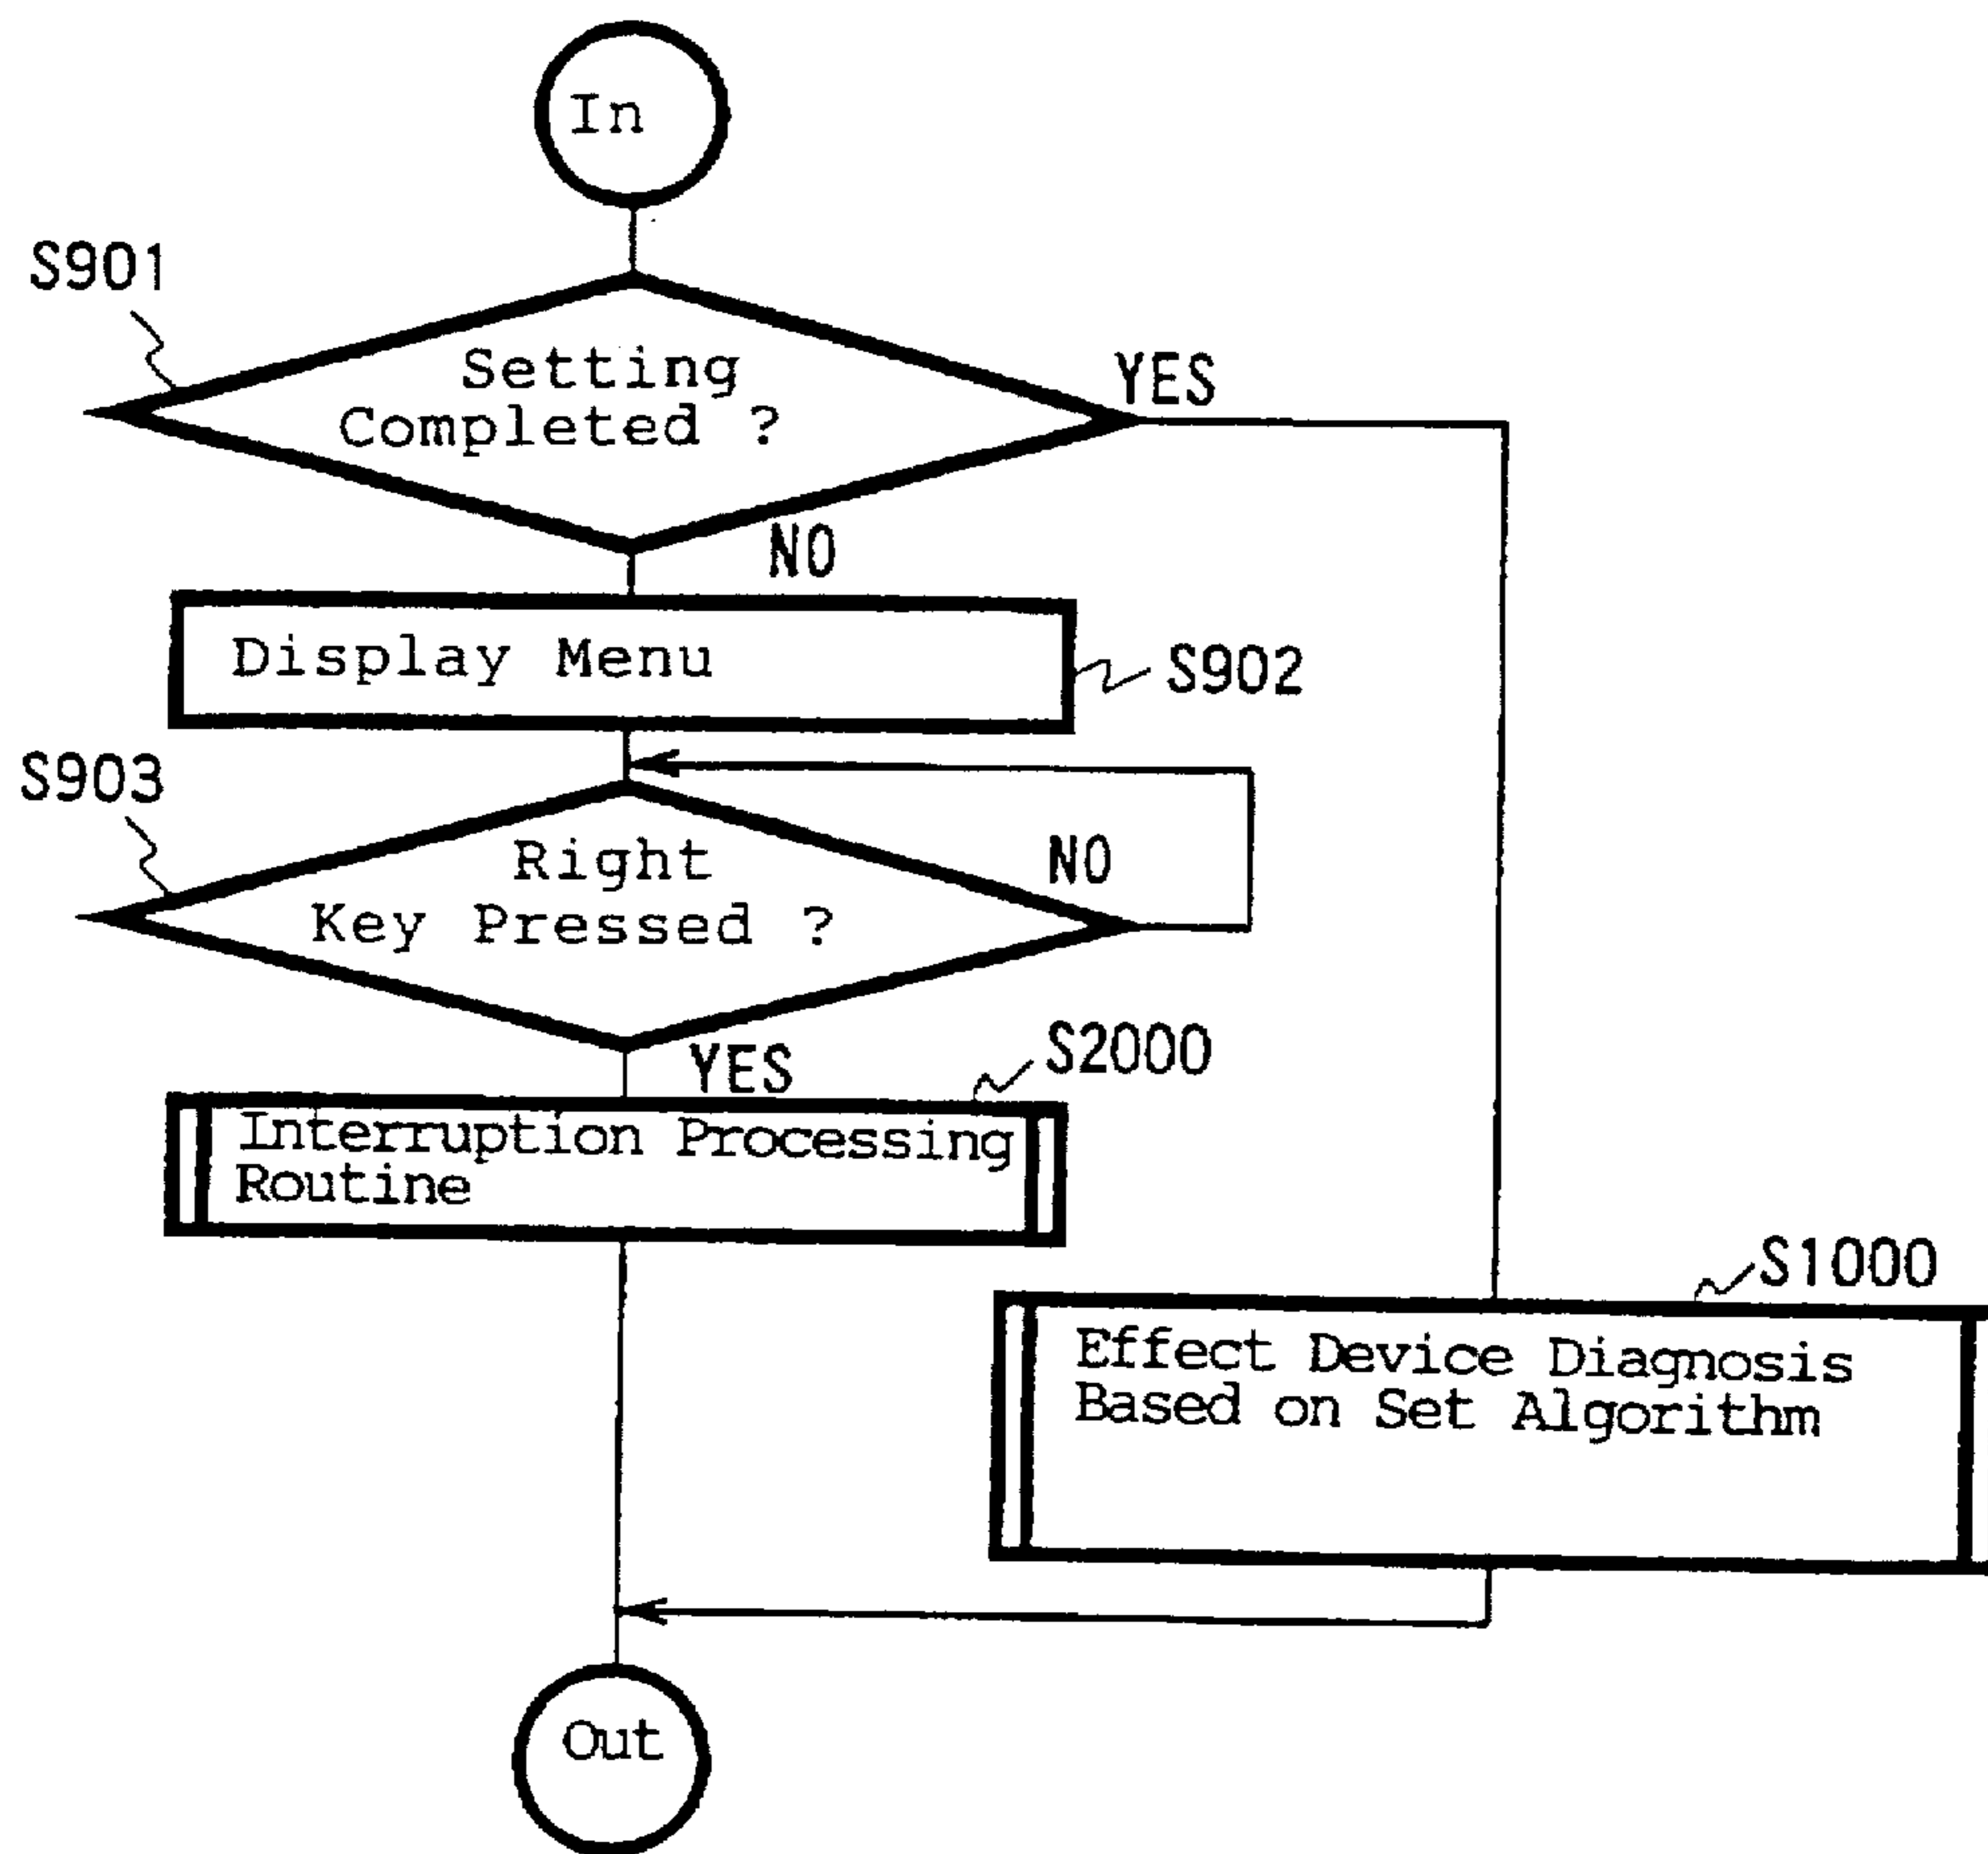 In
S901
Setting
Completed ?
YES
NO
Display Menu
S902
S903
Right
Key Pressed ?
NO
YES
S2000
Interruption Processing
Routine
S1000
Effect Device Diagnosis
Based on Set Algorithm
Out